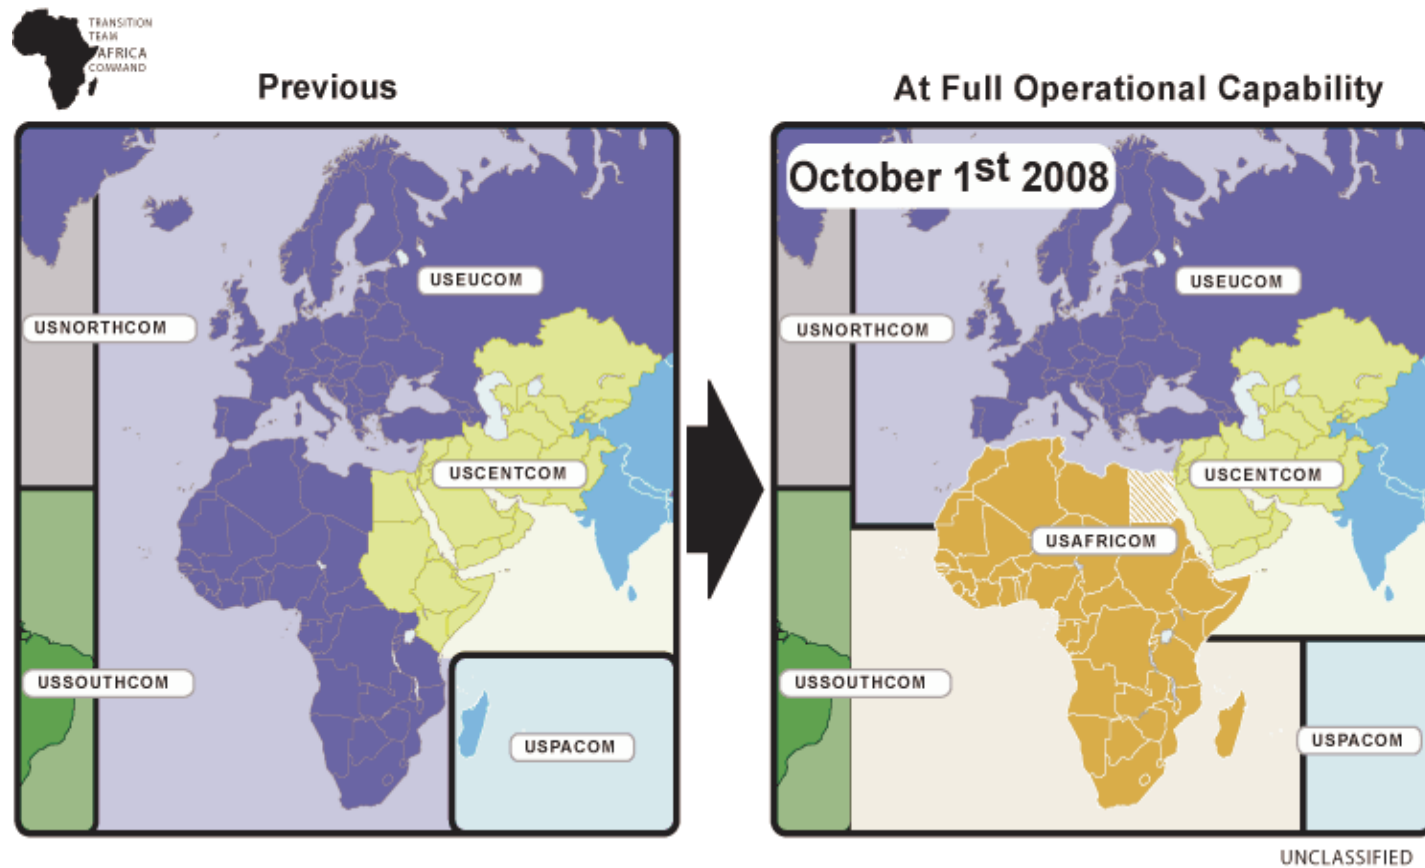 TRANSITION
TEAM
AFRICA
COMMAND
Previous
At Full Operational Capability
USEUCOM
USNORTHCOM
USCENTCOM
USSOUTHCOM
USPACOM
October 1st 2008
USEUCOM
USNORTHCOM
USCENTCOM
USAFRICOM
USSOUTHCOM
USPACOM
UNCLASSIFIED